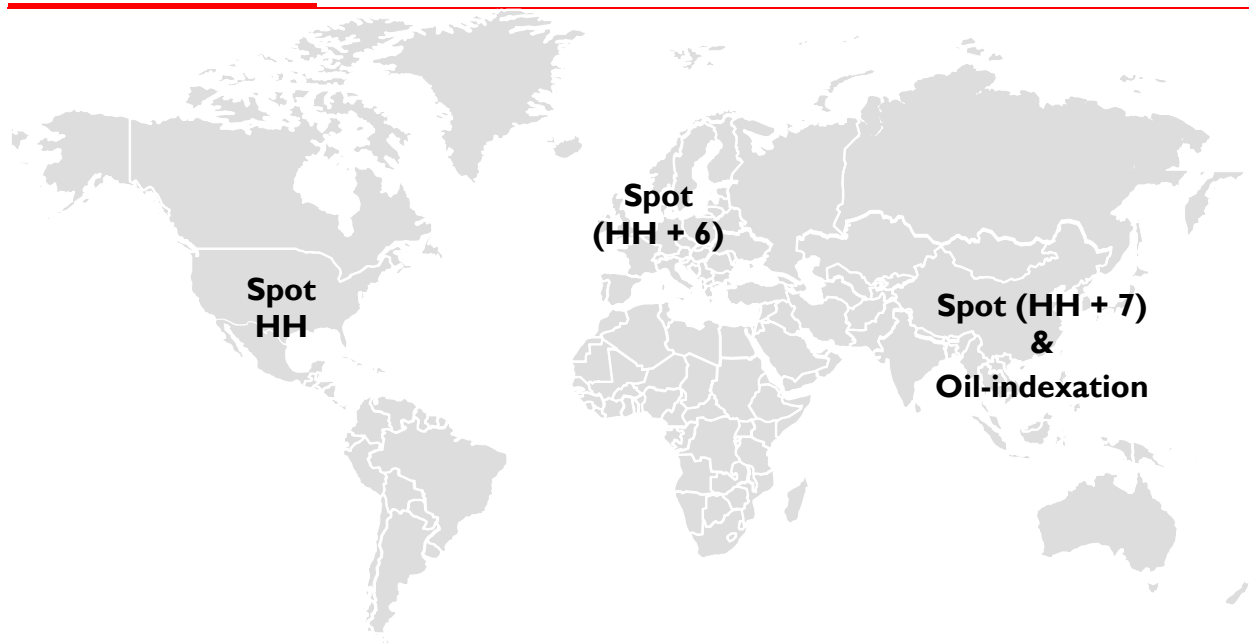 Spot
(HH + 6)
Spot
HH
Spot (HH + 7)
&
Oil-indexation